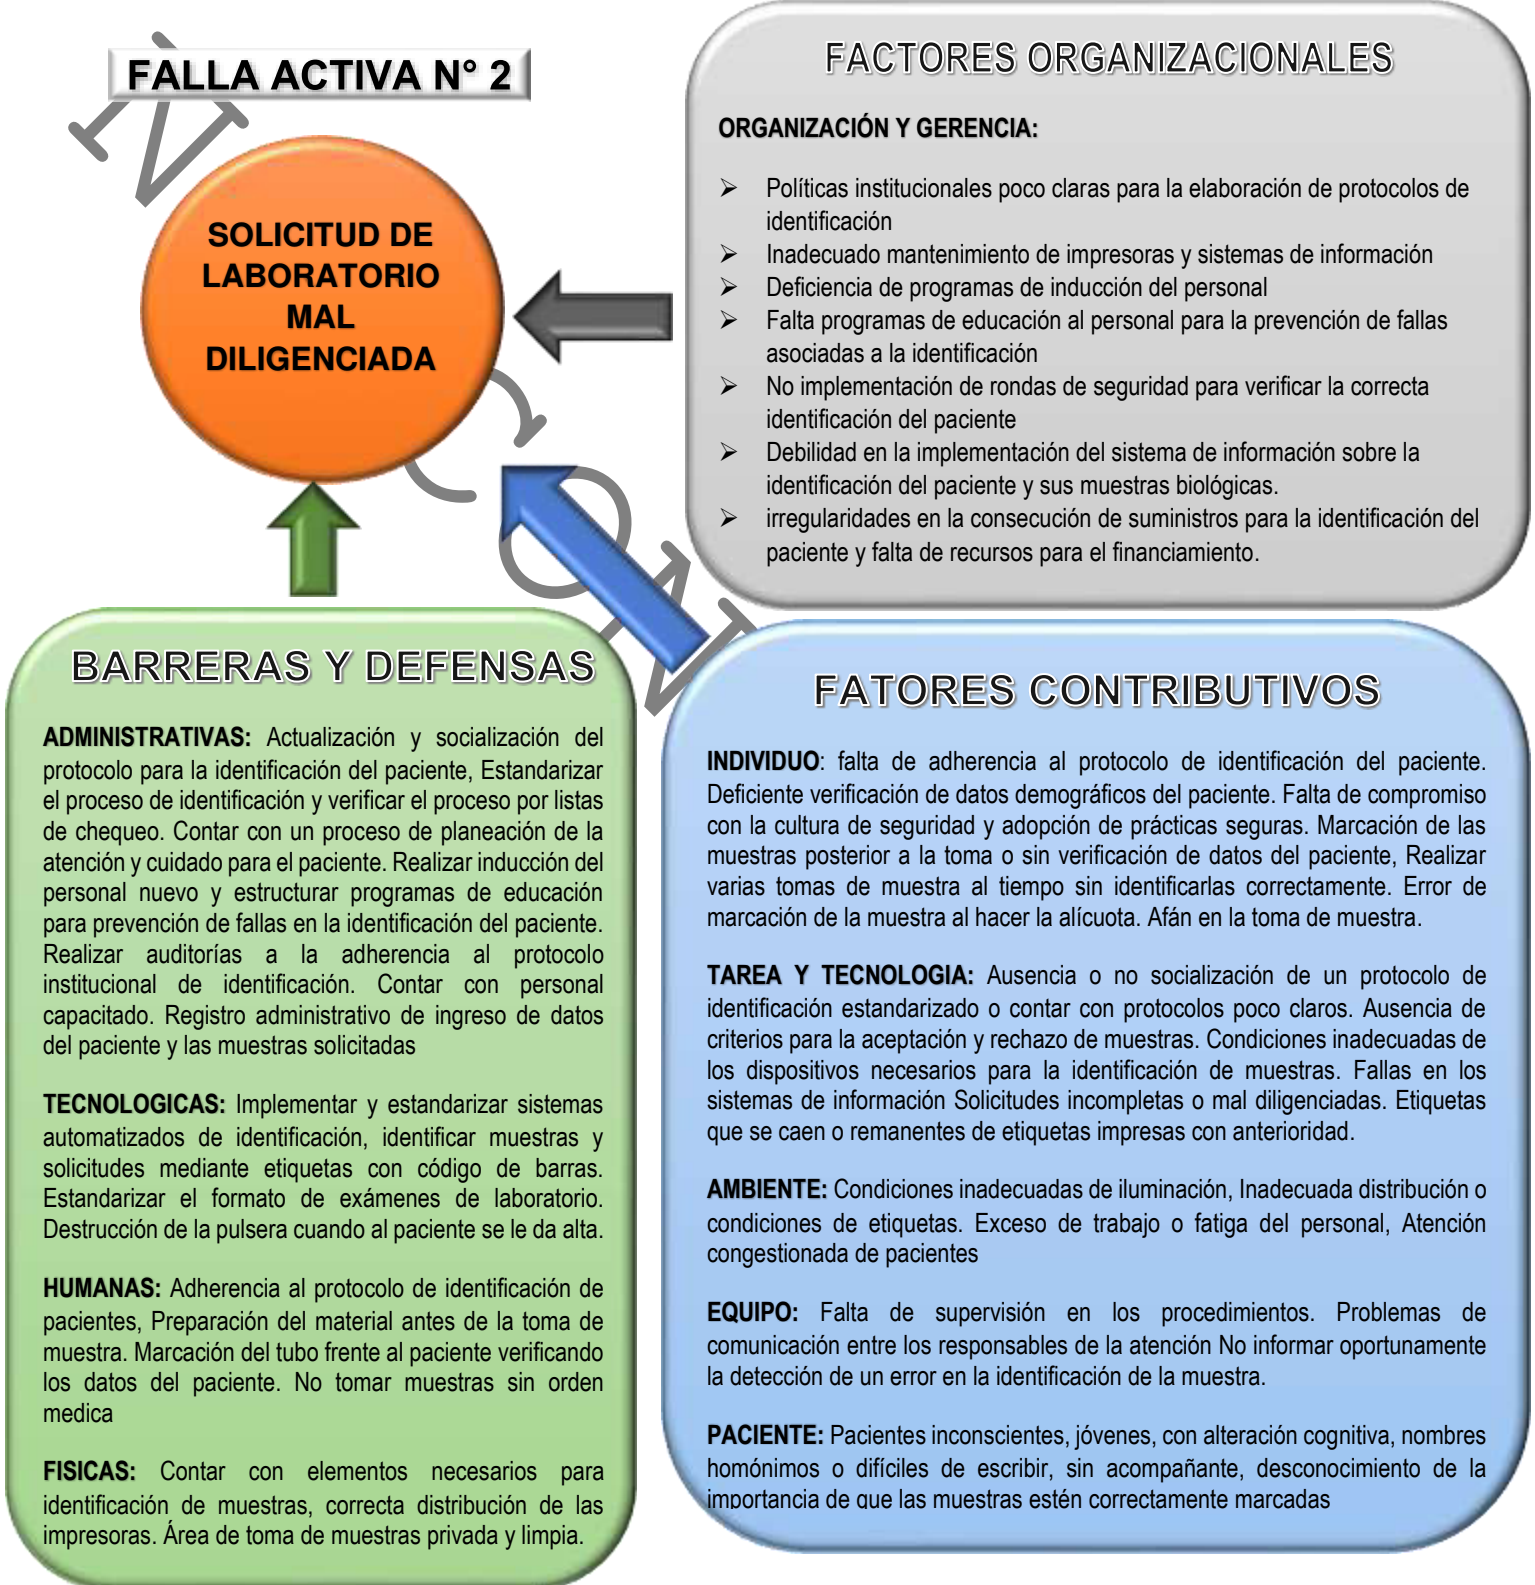 FALLA ACTIVA N° 2
SOLICITUD DE
LABORATORIO
MAL
DILIGENCIADA
FACTORES ORGANIZACIONALES
ORGANIZACIÓN Y GERENCIA:
➢ Políticas institucionales poco claras para la elaboración de protocolos de
identificación
➢ Inadecuado mantenimiento de impresoras y sistemas de información
➢ Deficiencia de programas de inducción del personal
➢ Falta programas de educación al personal para la prevención de fallas
asociadas a la identificación
➢ No implementación de rondas de seguridad para verificar la correcta
identificación del paciente
➢ Debilidad en la implementación del sistema de información sobre la
identificación del paciente y sus muestras biológicas.
➢ irregularidades en la consecución de suministros para la identificación del
paciente y falta de recursos para el financiamiento.
BARRERAS Y DEFENSAS
ADMINISTRATIVAS: Actualización y socialización del
protocolo para la identificación del paciente, Estandarizar
el proceso de identificación y verificar el proceso por listas
de chequeo. Contar con un proceso de planeación de la
atención y cuidado para el paciente. Realizar inducción del
personal nuevo y estructurar programas de educación
para prevención de fallas en la identificación del paciente.
Realizar auditorías a la adherencia al protocolo
institucional de identificación. Contar con personal
capacitado. Registro administrativo de ingreso de datos
del paciente y las muestras solicitadas
TECNOLOGICAS: Implementar y estandarizar sistemas
automatizados de identificación, identificar muestras y
solicitudes mediante etiquetas con código de barras.
Estandarizar el formato de exámenes de laboratorio.
Destrucción de la pulsera cuando al paciente se le da alta.
HUMANAS: Adherencia al protocolo de identificación de
pacientes, Preparación del material antes de la toma de
muestra. Marcación del tubo frente al paciente verificando
los datos del paciente. No tomar muestras sin orden
medica
FISICAS: Contar con elementos necesarios para
identificación de muestras, correcta distribución de las
impresoras. Área de toma de muestras privada y limpia.
FATORES CONTRIBUTIVOS
INDIVIDUO: falta de adherencia al protocolo de identificación del paciente.
Deficiente verificación de datos demográficos del paciente. Falta de compromiso
con la cultura de seguridad y adopción de prácticas seguras. Marcación de las
muestras posterior a la toma o sin verificación de datos del paciente, Realizar
varias tomas de muestra al tiempo sin identificarlas correctamente. Error de
marcación de la muestra al hacer la alícuota. Afán en la toma de muestra.
TAREA Y TECNOLOGIA: Ausencia o no socialización de un protocolo de
identificación estandarizado o contar con protocolos poco claros. Ausencia de
criterios para la aceptación y rechazo de muestras. Condiciones inadecuadas de
los dispositivos necesarios para la identificación de muestras. Fallas en los
sistemas de información Solicitudes incompletas o mal diligenciadas. Etiquetas
que se caen o remanentes de etiquetas impresas con anterioridad.
AMBIENTE: Condiciones inadecuadas de iluminación, Inadecuada distribución o
condiciones de etiquetas. Exceso de trabajo o fatiga del personal, Atención
congestionada de pacientes
EQUIPO: Falta de supervisión en los procedimientos. Problemas de
comunicación entre los responsables de la atención No informar oportunamente
la detección de un error en la identificación de la muestra.
PACIENTE: Pacientes inconscientes, jóvenes, con alteración cognitiva, nombres
homónimos o difíciles de escribir, sin acompañante, desconocimiento de la
importancia de que las muestras estén correctamente marcadas